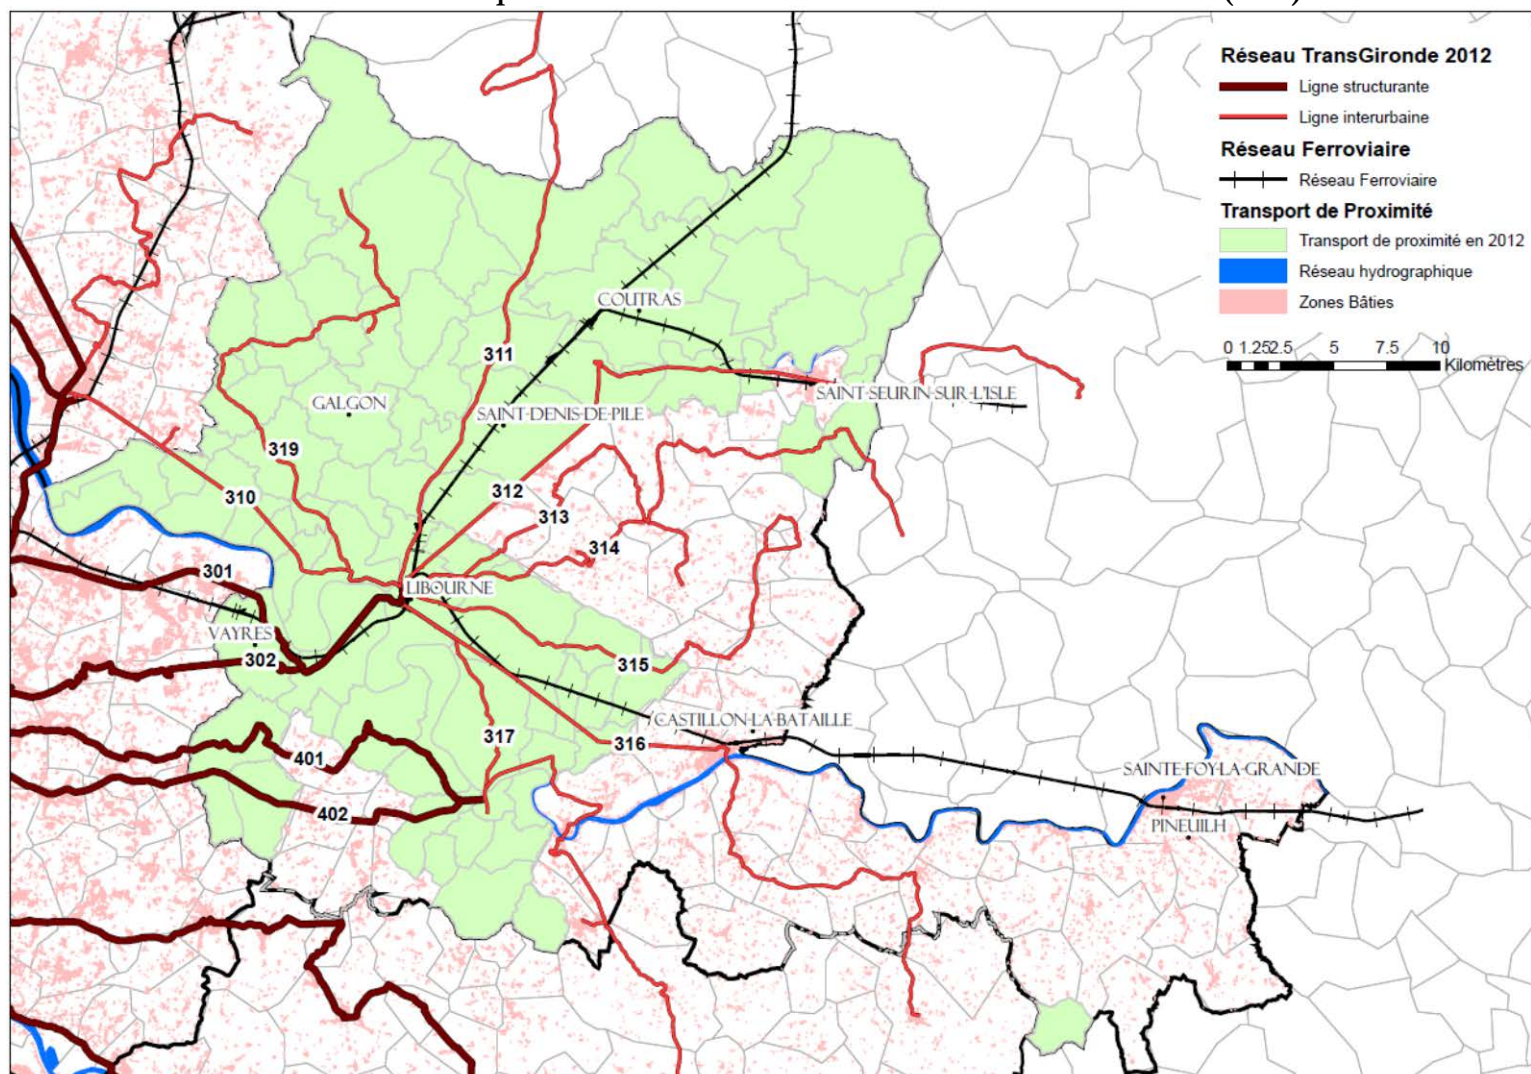 Réseau TransGironde 2012
Ligne structurante
Ligne interurbaine
Réseau Ferroviaire
Réseau Ferroviaire
Transport de Proximité
Transport de proximité en 2012
Réseau hydrographique
Zones Bâties
0 1.252.5 5 7.5 10
Kilomètres
COUTRAS
311
SAINT-SEURIN-SUR-L'ISLE
GALGON
SAINT-DENIS-DE-PILE
319
310
312
313
314
301
LIBOURNE
VAYRES
302
315
CASTILLON-LA-BATAILLE
317
316
401
SAINTE-FOY-LA-GRANDE
402
PINEUILH